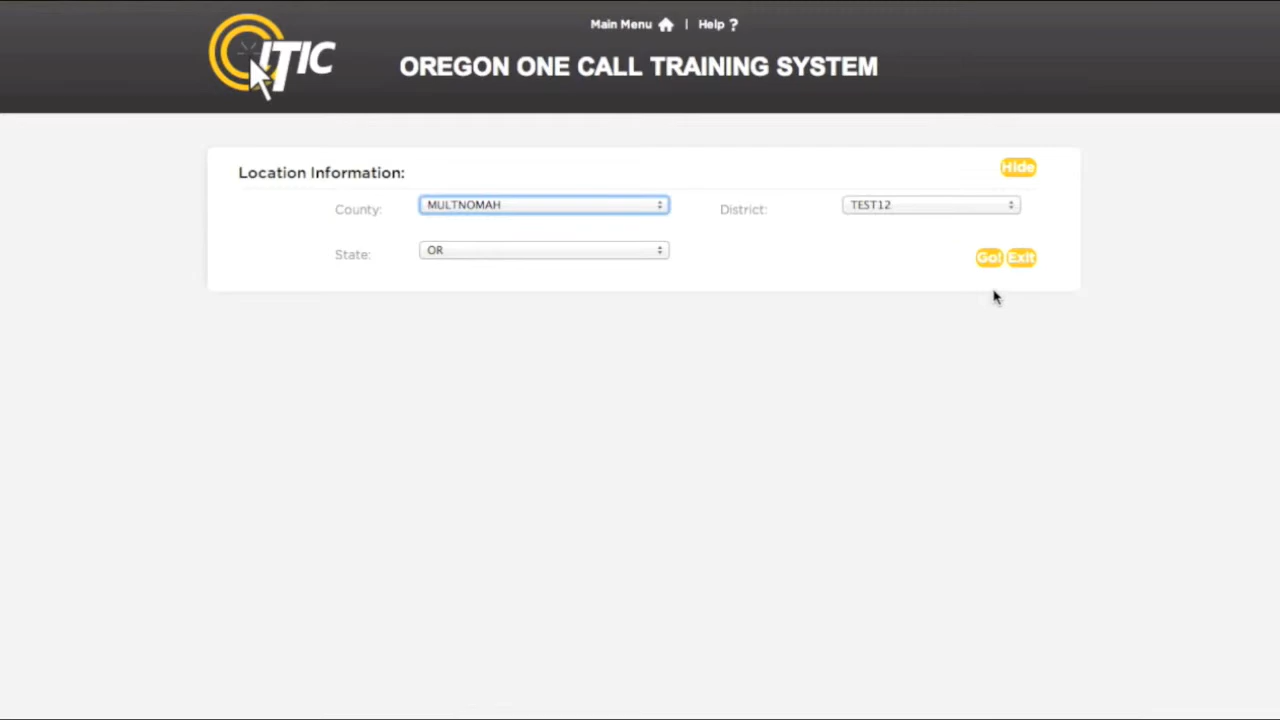 Main Menu | Help ?
ITIC
OREGON ONE CALL TRAINING SYSTEM
Location Information:
Hide
County: MULTNOMAH District: TEST12
State: OR
Go! Exit